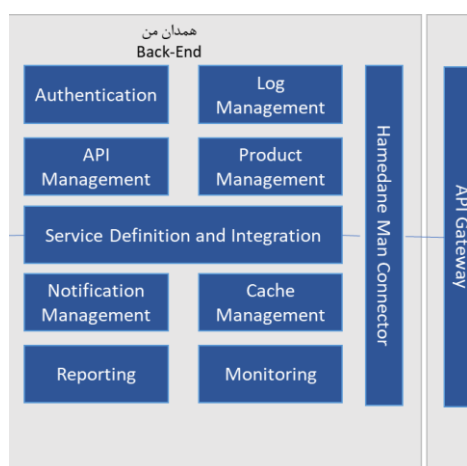 همدان من
Back-End
Authentication
Log
Management
API
Management
Product
Management
Service Definition and Integration
Notification
Management
Cache
Management
Reporting
Monitoring
Hamedane Man Connector
API Gateway